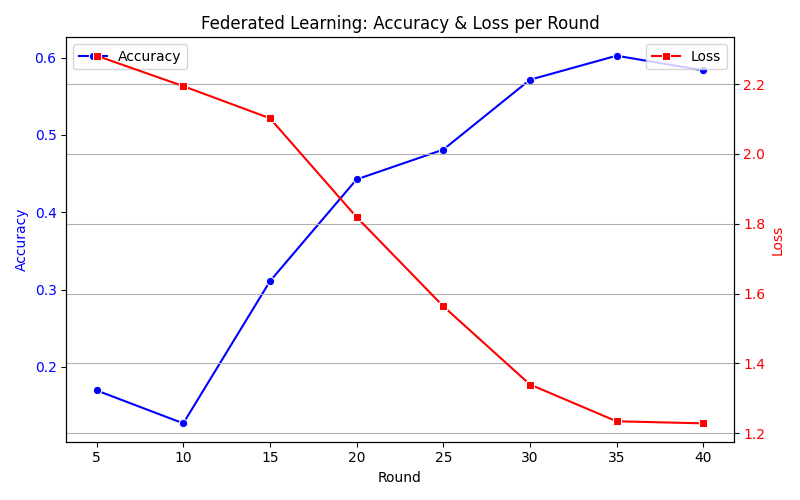 Federated Learning: Accuracy & Loss per Round
Accuracy
Loss
0.6
0.5
0.4
0.3
0.2
Accuracy
2.2
2.0
1.8
1.6
1.4
1.2
Loss
5 10 15 20 25 30 35 40
Round